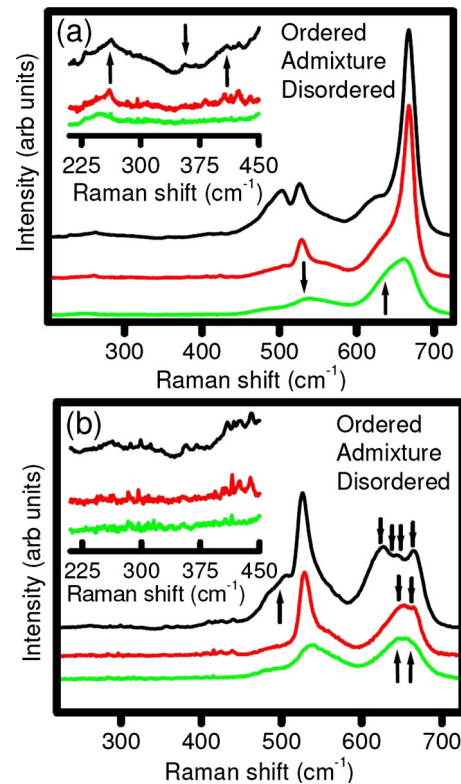 (a)
Ordered
Admixture
Disordered
225 300 375 450
Raman shift (cm-1)
Intensity (arb units)
300 400 500 600 700
Raman shift (cm-1)
(b)
Ordered
Admixture
Disordered
225 300 375 450
Raman shift (cm-1)
Intensity (arb units)
300 400 500 600 700
Raman shift (cm-1)